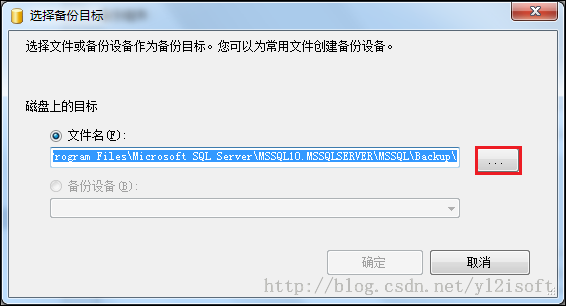 选择备份目标
选择文件或备份设备作为备份目标。您可以为常用文件创建备份设备。
磁盘上的目标
文件名(F):
rogram Files\Microsoft SQL Server\MSSQL10.MSSQLSERVER\MSSQL\Backup\
...
备份设备(B):
确定
取消
http://blog.csdn.net/yl2isoft